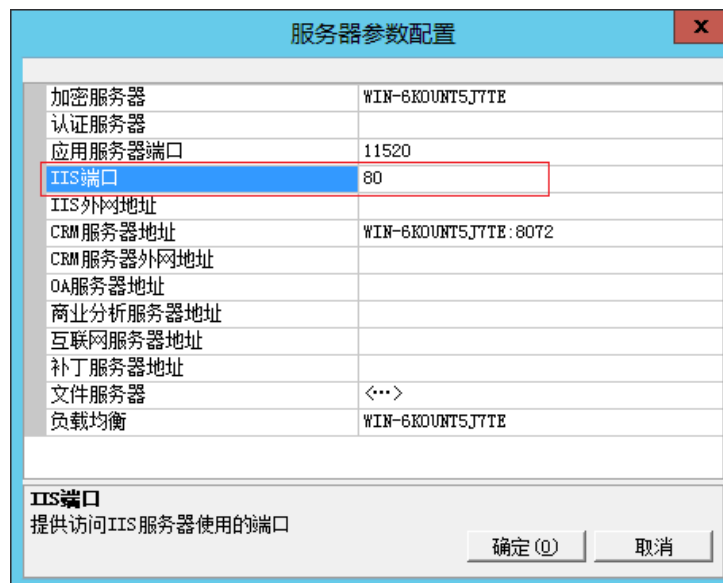 服务器参数配置
x
加密服务器 WIN-6KOUNT5J7TE
认证服务器
应用服务器端口 11520
IIS端口 80
IIS外网地址
CRM服务器地址 WIN-6KOUNT5J7TE:8072
CRM服务器外网地址
OA服务器地址
商业分析服务器地址
互联网服务器地址
补丁服务器地址
文件服务器 <…>
负载均衡 WIN-6KOUNT5J7TE
IIS端口
提供访问IIS服务器使用的端口
确定(O) 取消